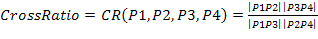 CrossRatio = CR(P1,P2,P3,P4) = |P1P2||P3P4| / |P1P3||P2P4|